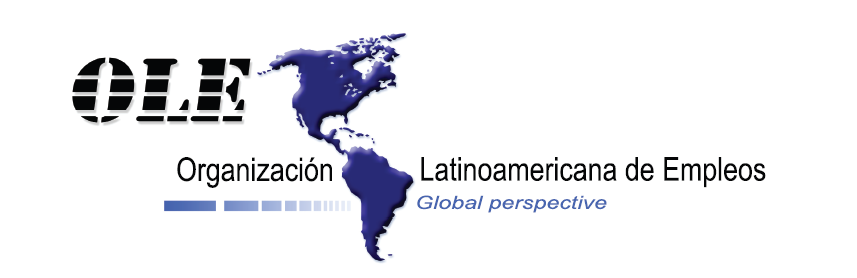 OLE
Organización Latinoamericana de Empleos
Global perspective